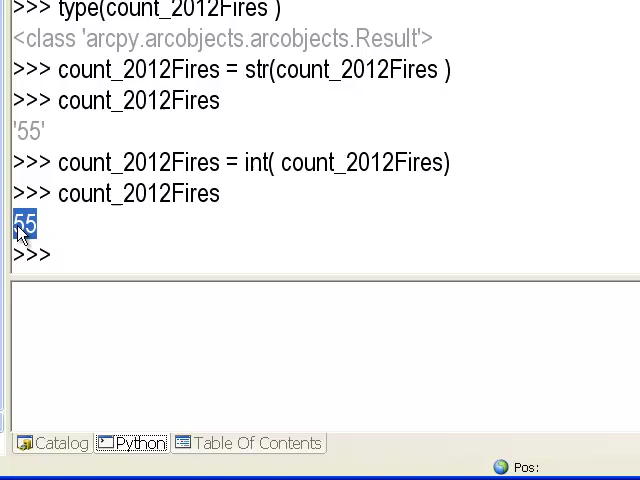 >>> type(count_2012Fires )
<class 'arcpy.arcobjects.arcobjects.Result'>
>>> count_2012Fires = str(count_2012Fires )
>>> count_2012Fires
'55'
>>> count_2012Fires = int( count_2012Fires)
>>> count_2012Fires
55
>>>
Catalog Python Table Of Contents
Pos: